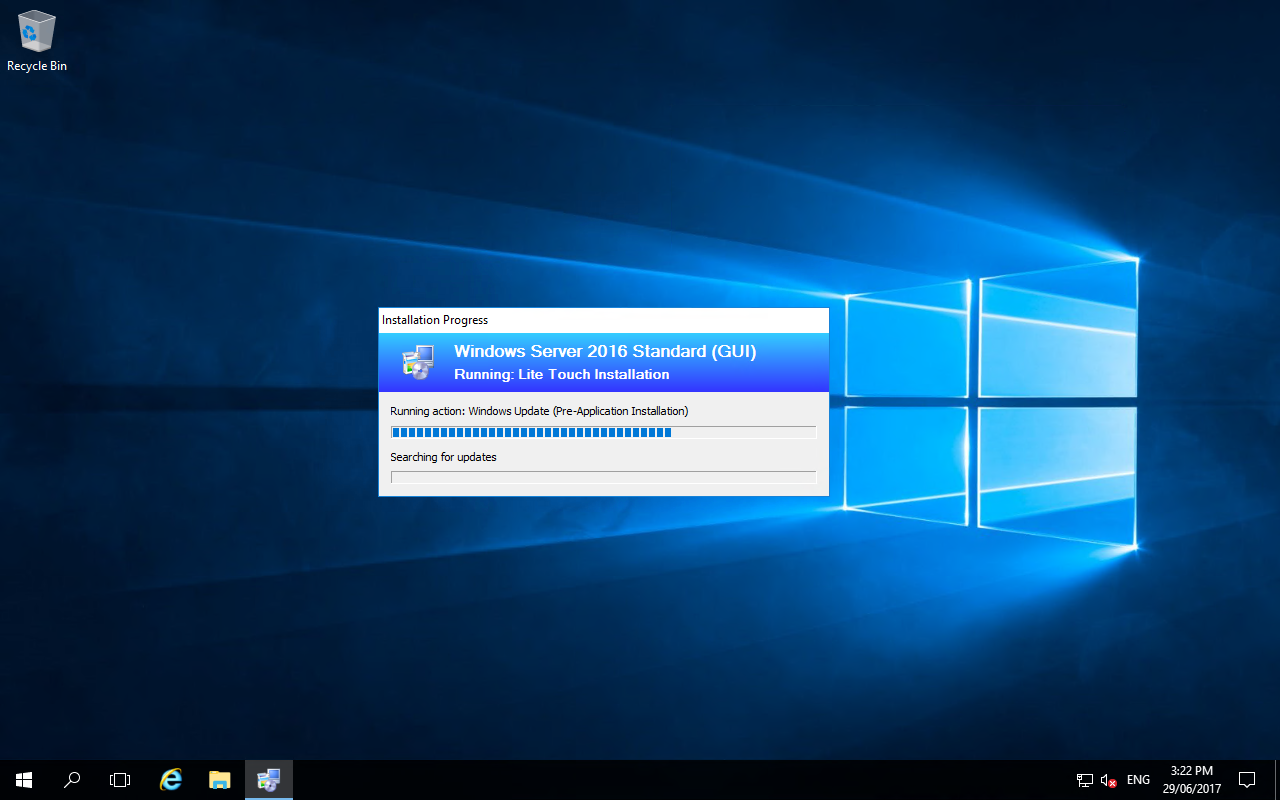 Recycle Bin
Installation Progress
Windows Server 2016 Standard (GUI)
Running: Lite Touch Installation
Running action: Windows Update (Pre-Application Installation)
Searching for updates
ENG
3:22 PM
29/06/2017